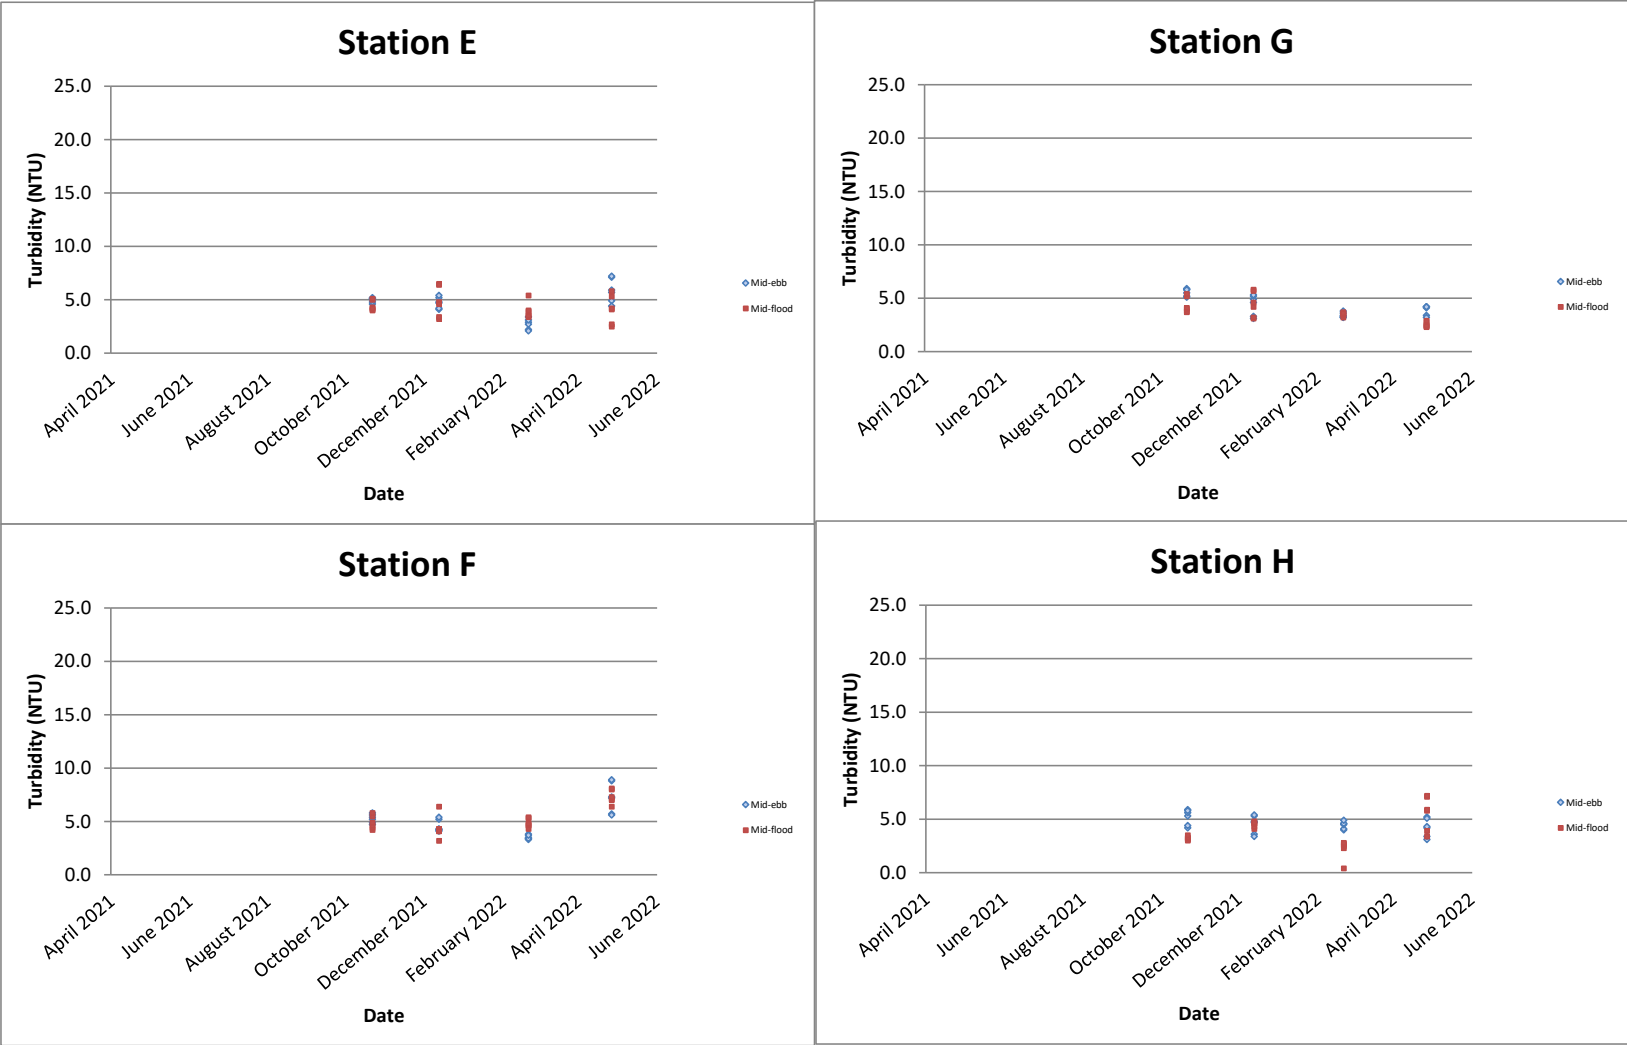 Station E
25.0
20.0
15.0
10.0
5.0
0.0
Turbidity (NTU)
April 2021
June 2021
August 2021
October 2021
December 2021
February 2022
April 2022
June 2022
Date
Mid-ebb
Mid-flood
Station G
25.0
20.0
15.0
10.0
5.0
0.0
Turbidity (NTU)
April 2021
June 2021
August 2021
October 2021
December 2021
February 2022
April 2022
June 2022
Date
Mid-ebb
Mid-flood
Station F
25.0
20.0
15.0
10.0
5.0
0.0
Turbidity (NTU)
April 2021
June 2021
August 2021
October 2021
December 2021
February 2022
April 2022
June 2022
Date
Mid-ebb
Mid-flood
Station H
25.0
20.0
15.0
10.0
5.0
0.0
Turbidity (NTU)
April 2021
June 2021
August 2021
October 2021
December 2021
February 2022
April 2022
June 2022
Date
Mid-ebb
Mid-flood